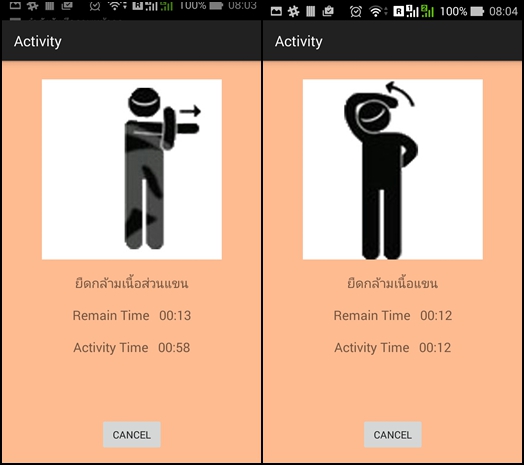 100% 08:03
Activity
ยืดกล้ามเนื้อส่วนแขน
Remain Time 00:13
Activity Time 00:58
CANCEL
R 1 2 100% 08:04
Activity
ยืดกล้ามเนื้อแขน
Remain Time 00:12
Activity Time 00:12
CANCEL